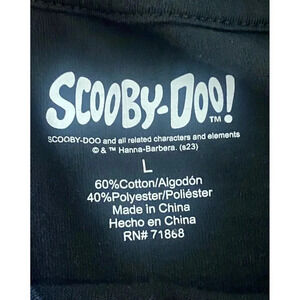 SCOOBY-DOO!™
SCOOBY-DOO and all related characters and elements
© & ™ Hanna-Barbera. (s23)
L
60%Cotton/Algodón
40%Polyester/Poliéster
Made in China
Hecho en China
RN# 71868